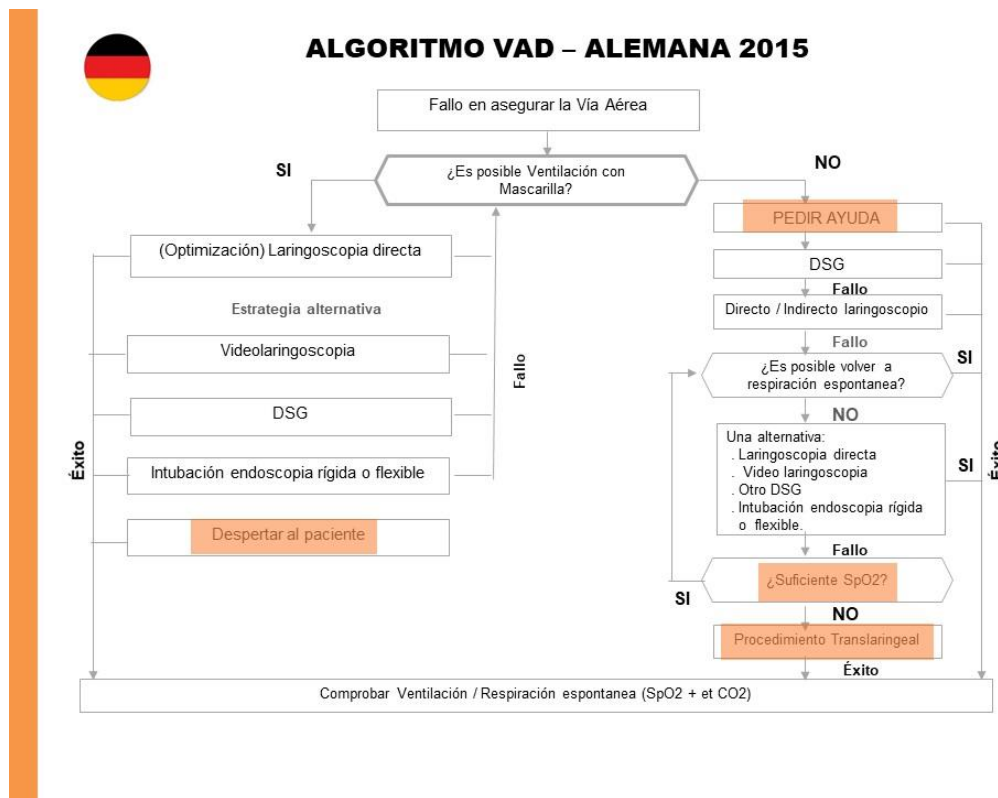 ALGORITMO VAD – ALEMANA 2015
Fallo en asegurar la Vía Aérea
¿Es posible Ventilación con
Mascarilla?
SI
NO
(Optimización) Laringoscopia directa
Estrategia alternativa
Videolaringoscopia
DSG
Intubación endoscopia rígida o flexible
Despertar al paciente
Éxito
Fallo
PEDIR AYUDA
DSG
Fallo
Directo / Indirecto laringoscopio
Fallo
¿Es posible volver a
respiración espontanea?
SI
NO
Una alternativa:
. Laringoscopia directa
. Video laringoscopia
. Otro DSG
. Intubación endoscopia rígida
o flexible.
SI
Éxito
Fallo
¿Suficiente SpO2?
SI
NO
Procedimiento Translaringeal
Éxito
Comprobar Ventilación / Respiración espontanea (SpO2 + et CO2)